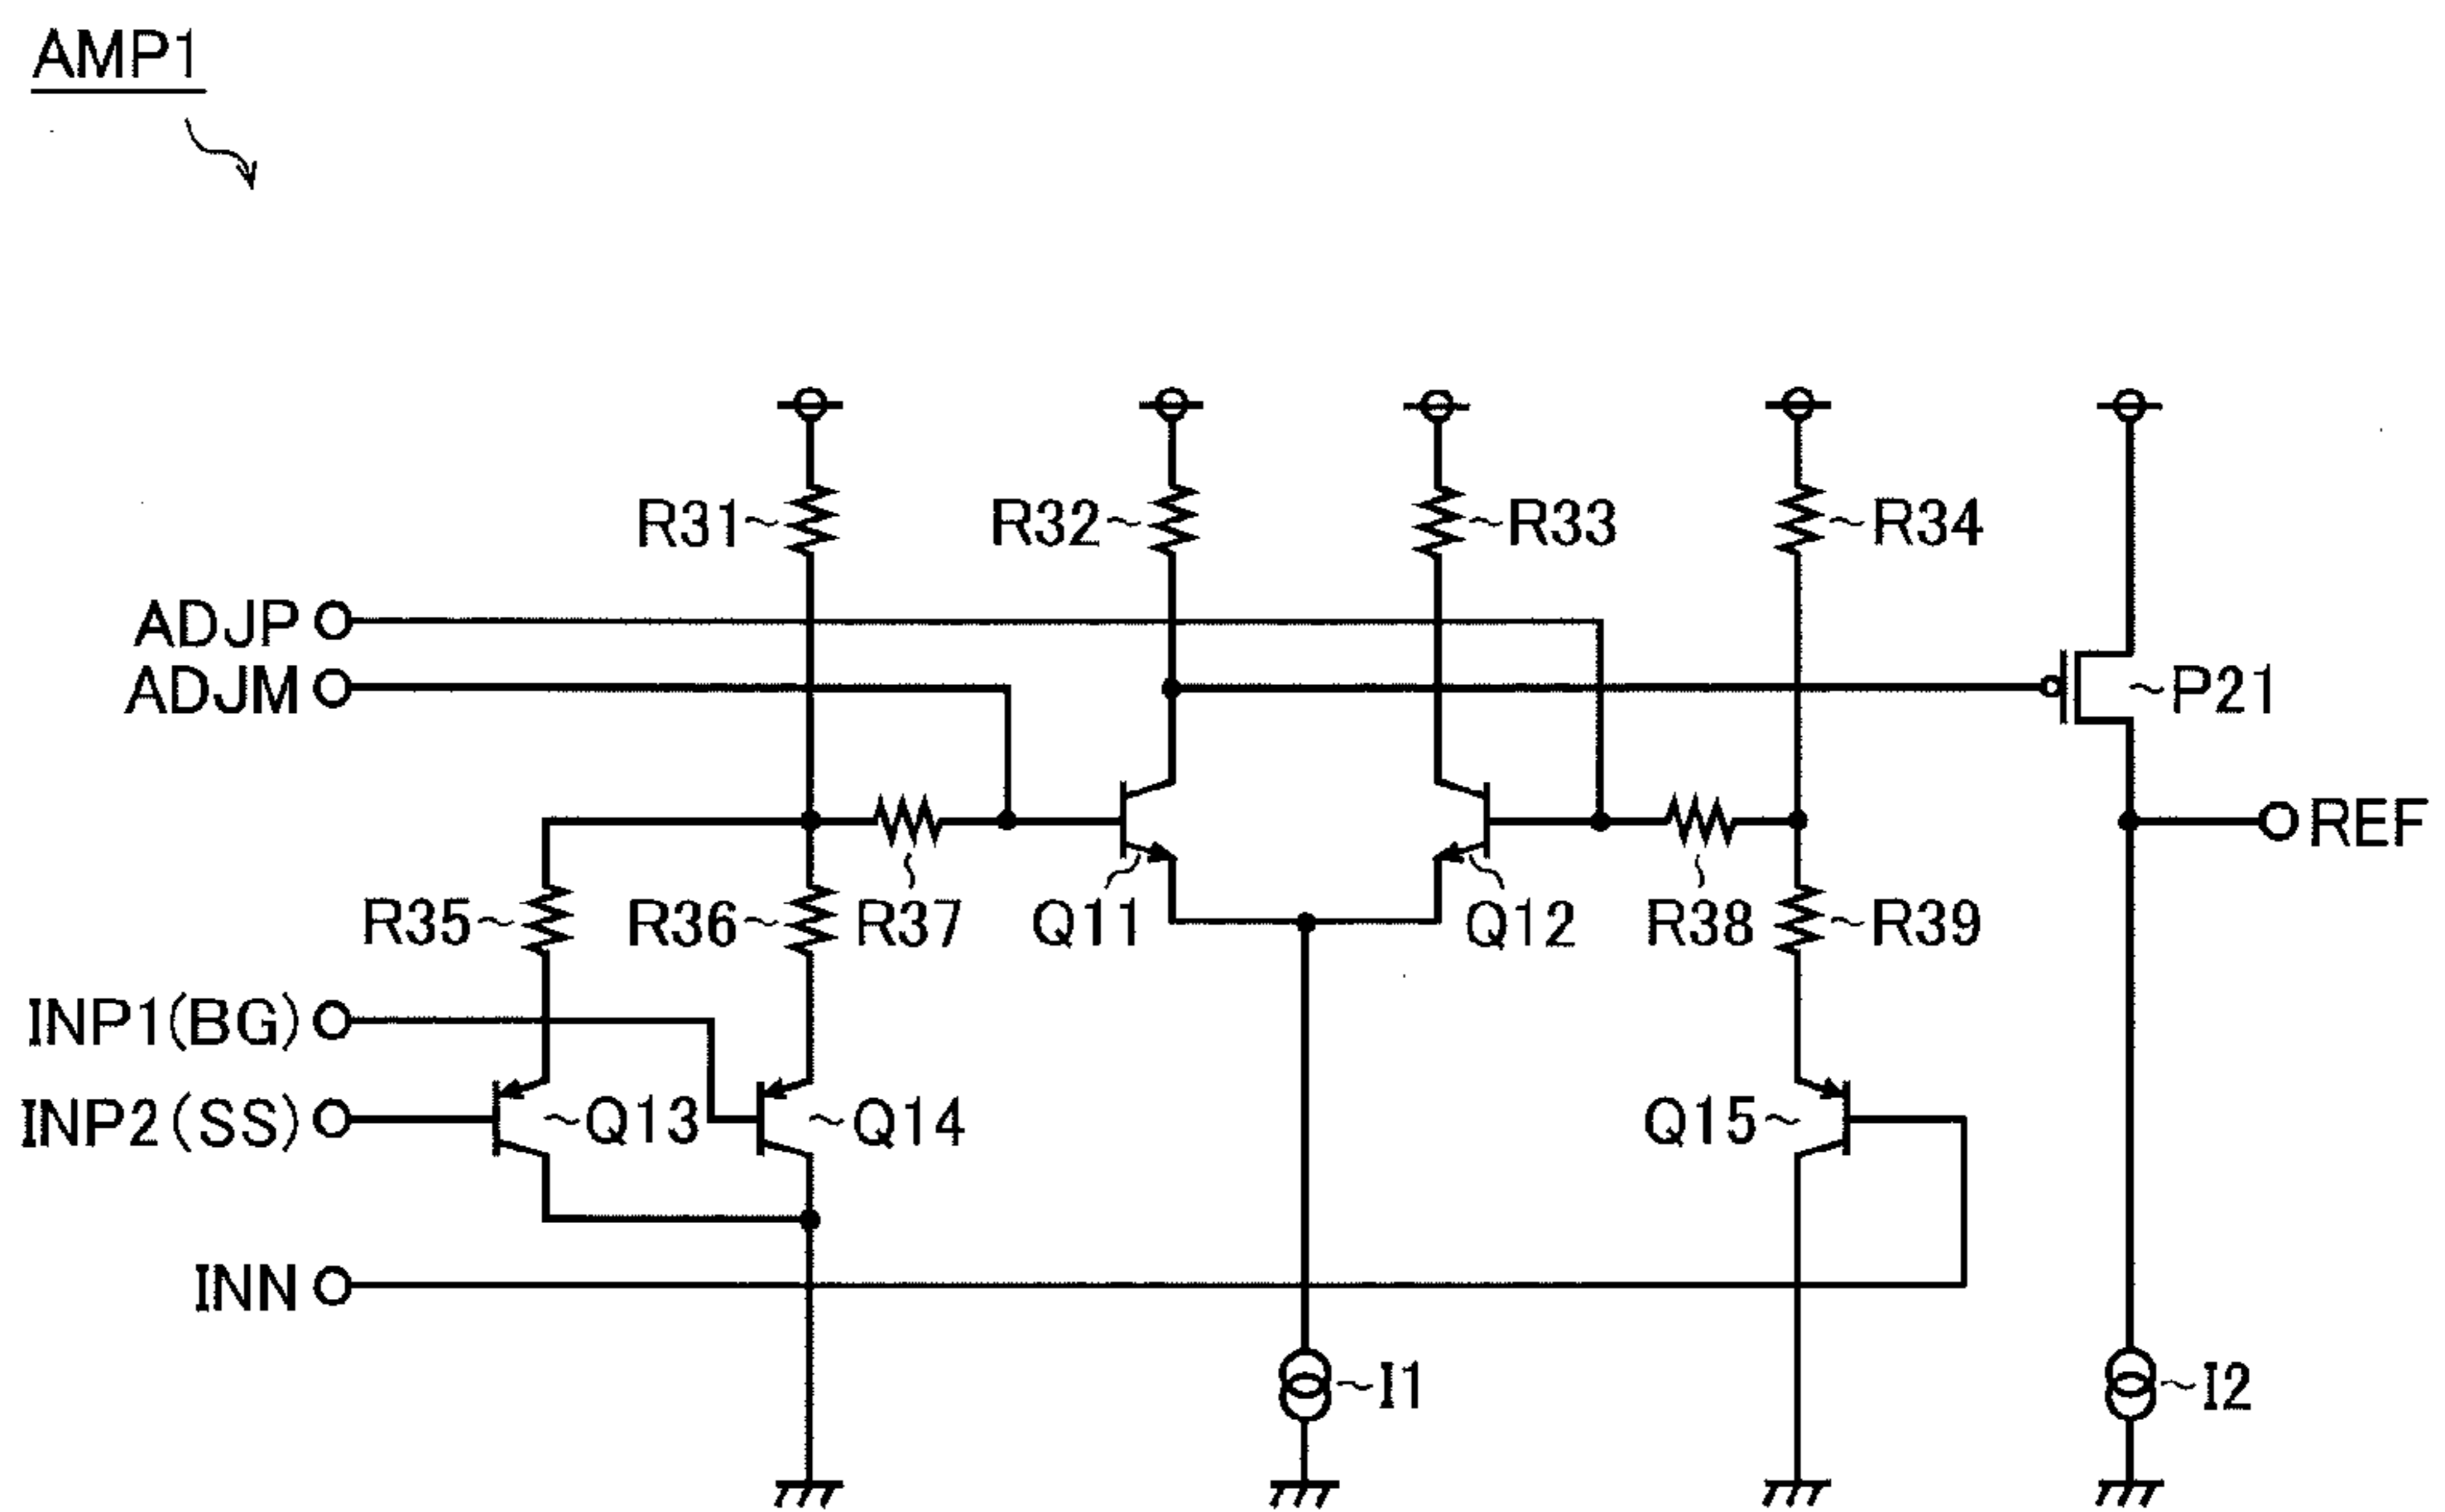 AMP1
R31
R32
R33
R34
ADJP
ADJM
P21
REF
R35
R36
R37
Q11
Q12
R38
R39
INP1(BG)
INP2(SS)
Q13
Q14
Q15
INN
I1
I2